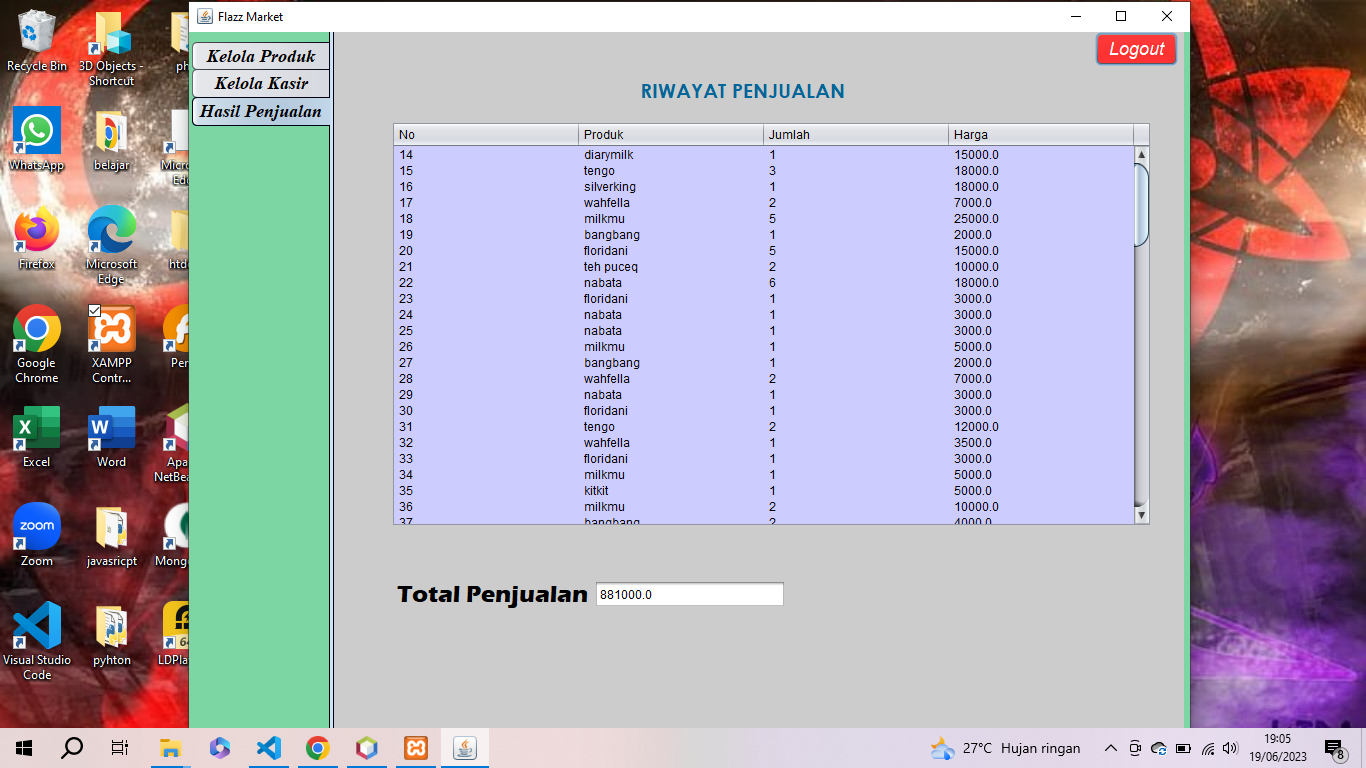 Flazz Market
Recycle Bin
3D Objects - Shortcut
ph
WhatsApp
belajar
Micro
Ed
Firefox
Microsoft Edge
htd
Google Chrome
XAMPP Contr...
Per
Excel
Word
Apa
NetBea
zoom
Zoom
javasricpt
Mong
Visual Studio Code
pyhton
64
LDPla
Kelola Produk
Kelola Kasir
Hasil Penjualan
Logout
RIWAYAT PENJUALAN
No Produk Jumlah Harga
14 diarymilk 1 15000.0
15 tengo 3 18000.0
16 silverking 1 18000.0
17 wahfella 2 7000.0
18 milkmu 5 25000.0
19 bangbang 1 2000.0
20 floridani 5 15000.0
21 teh puceq 2 10000.0
22 nabata 6 18000.0
23 floridani 1 3000.0
24 nabata 1 3000.0
25 nabata 1 3000.0
26 milkmu 1 5000.0
27 bangbang 1 2000.0
28 wahfella 2 7000.0
29 nabata 1 3000.0
30 floridani 1 3000.0
31 tengo 2 12000.0
32 wahfella 1 3500.0
33 floridani 1 3000.0
34 milkmu 1 5000.0
35 kitkit 1 5000.0
36 milkmu 2 10000.0
37 bangbang 2 4000.0
Total Penjualan 881000.0
27°C Hujan ringan
19:05
19/06/2023
8